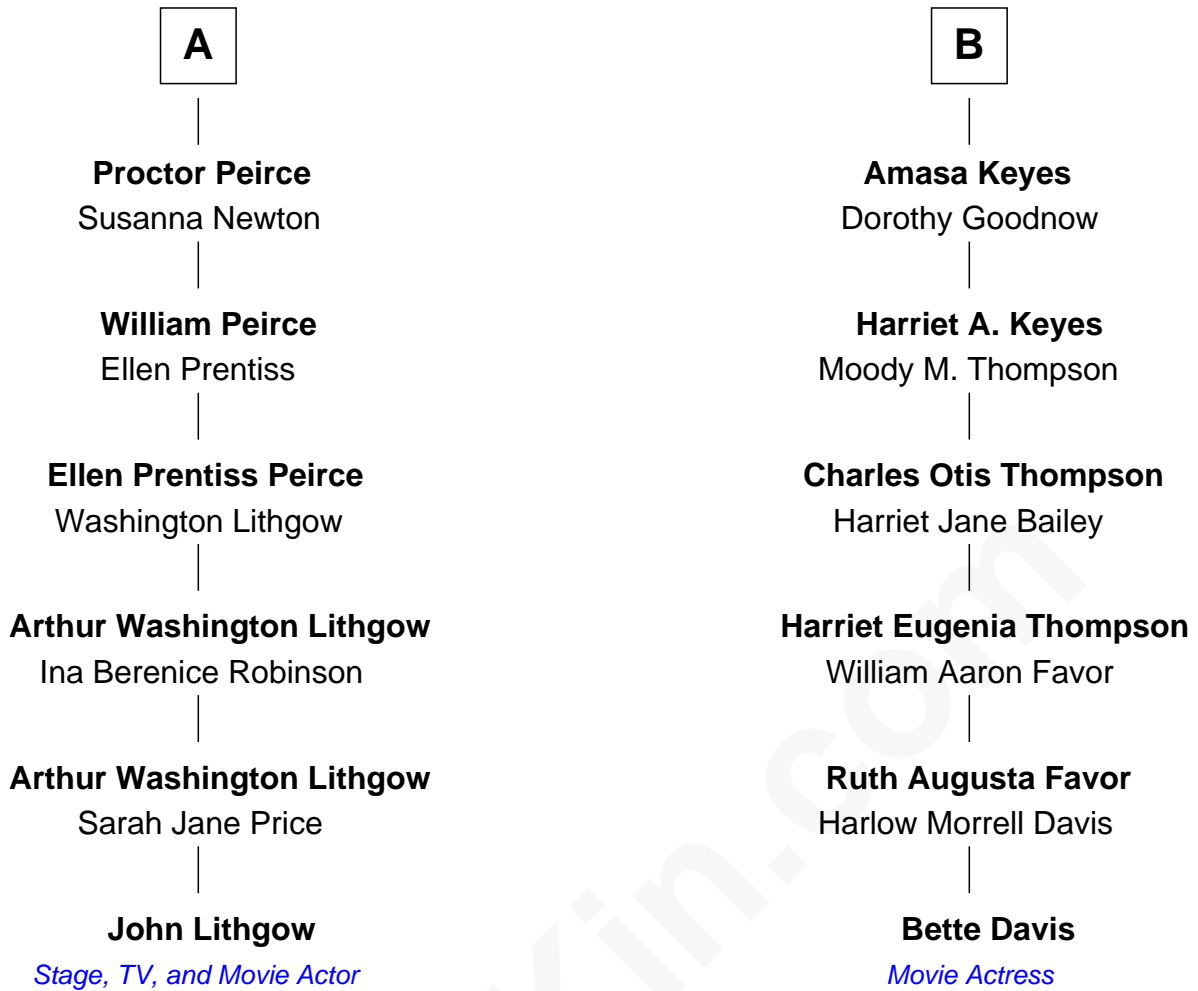 A
Proctor Peirce
Susanna Newton
William Peirce
Ellen Prentiss
Ellen Prentiss Peirce
Washington Lithgow
Arthur Washington Lithgow
Ina Berenice Robinson
Arthur Washington Lithgow
Sarah Jane Price
John Lithgow
Stage, TV, and Movie Actor
B
Amasa Keyes
Dorothy Goodnow
Harriet A. Keyes
Moody M. Thompson
Charles Otis Thompson
Harriet Jane Bailey
Harriet Eugenia Thompson
William Aaron Favor
Ruth Augusta Favor
Harlow Morrell Davis
Bette Davis
Movie Actress
Kin.com